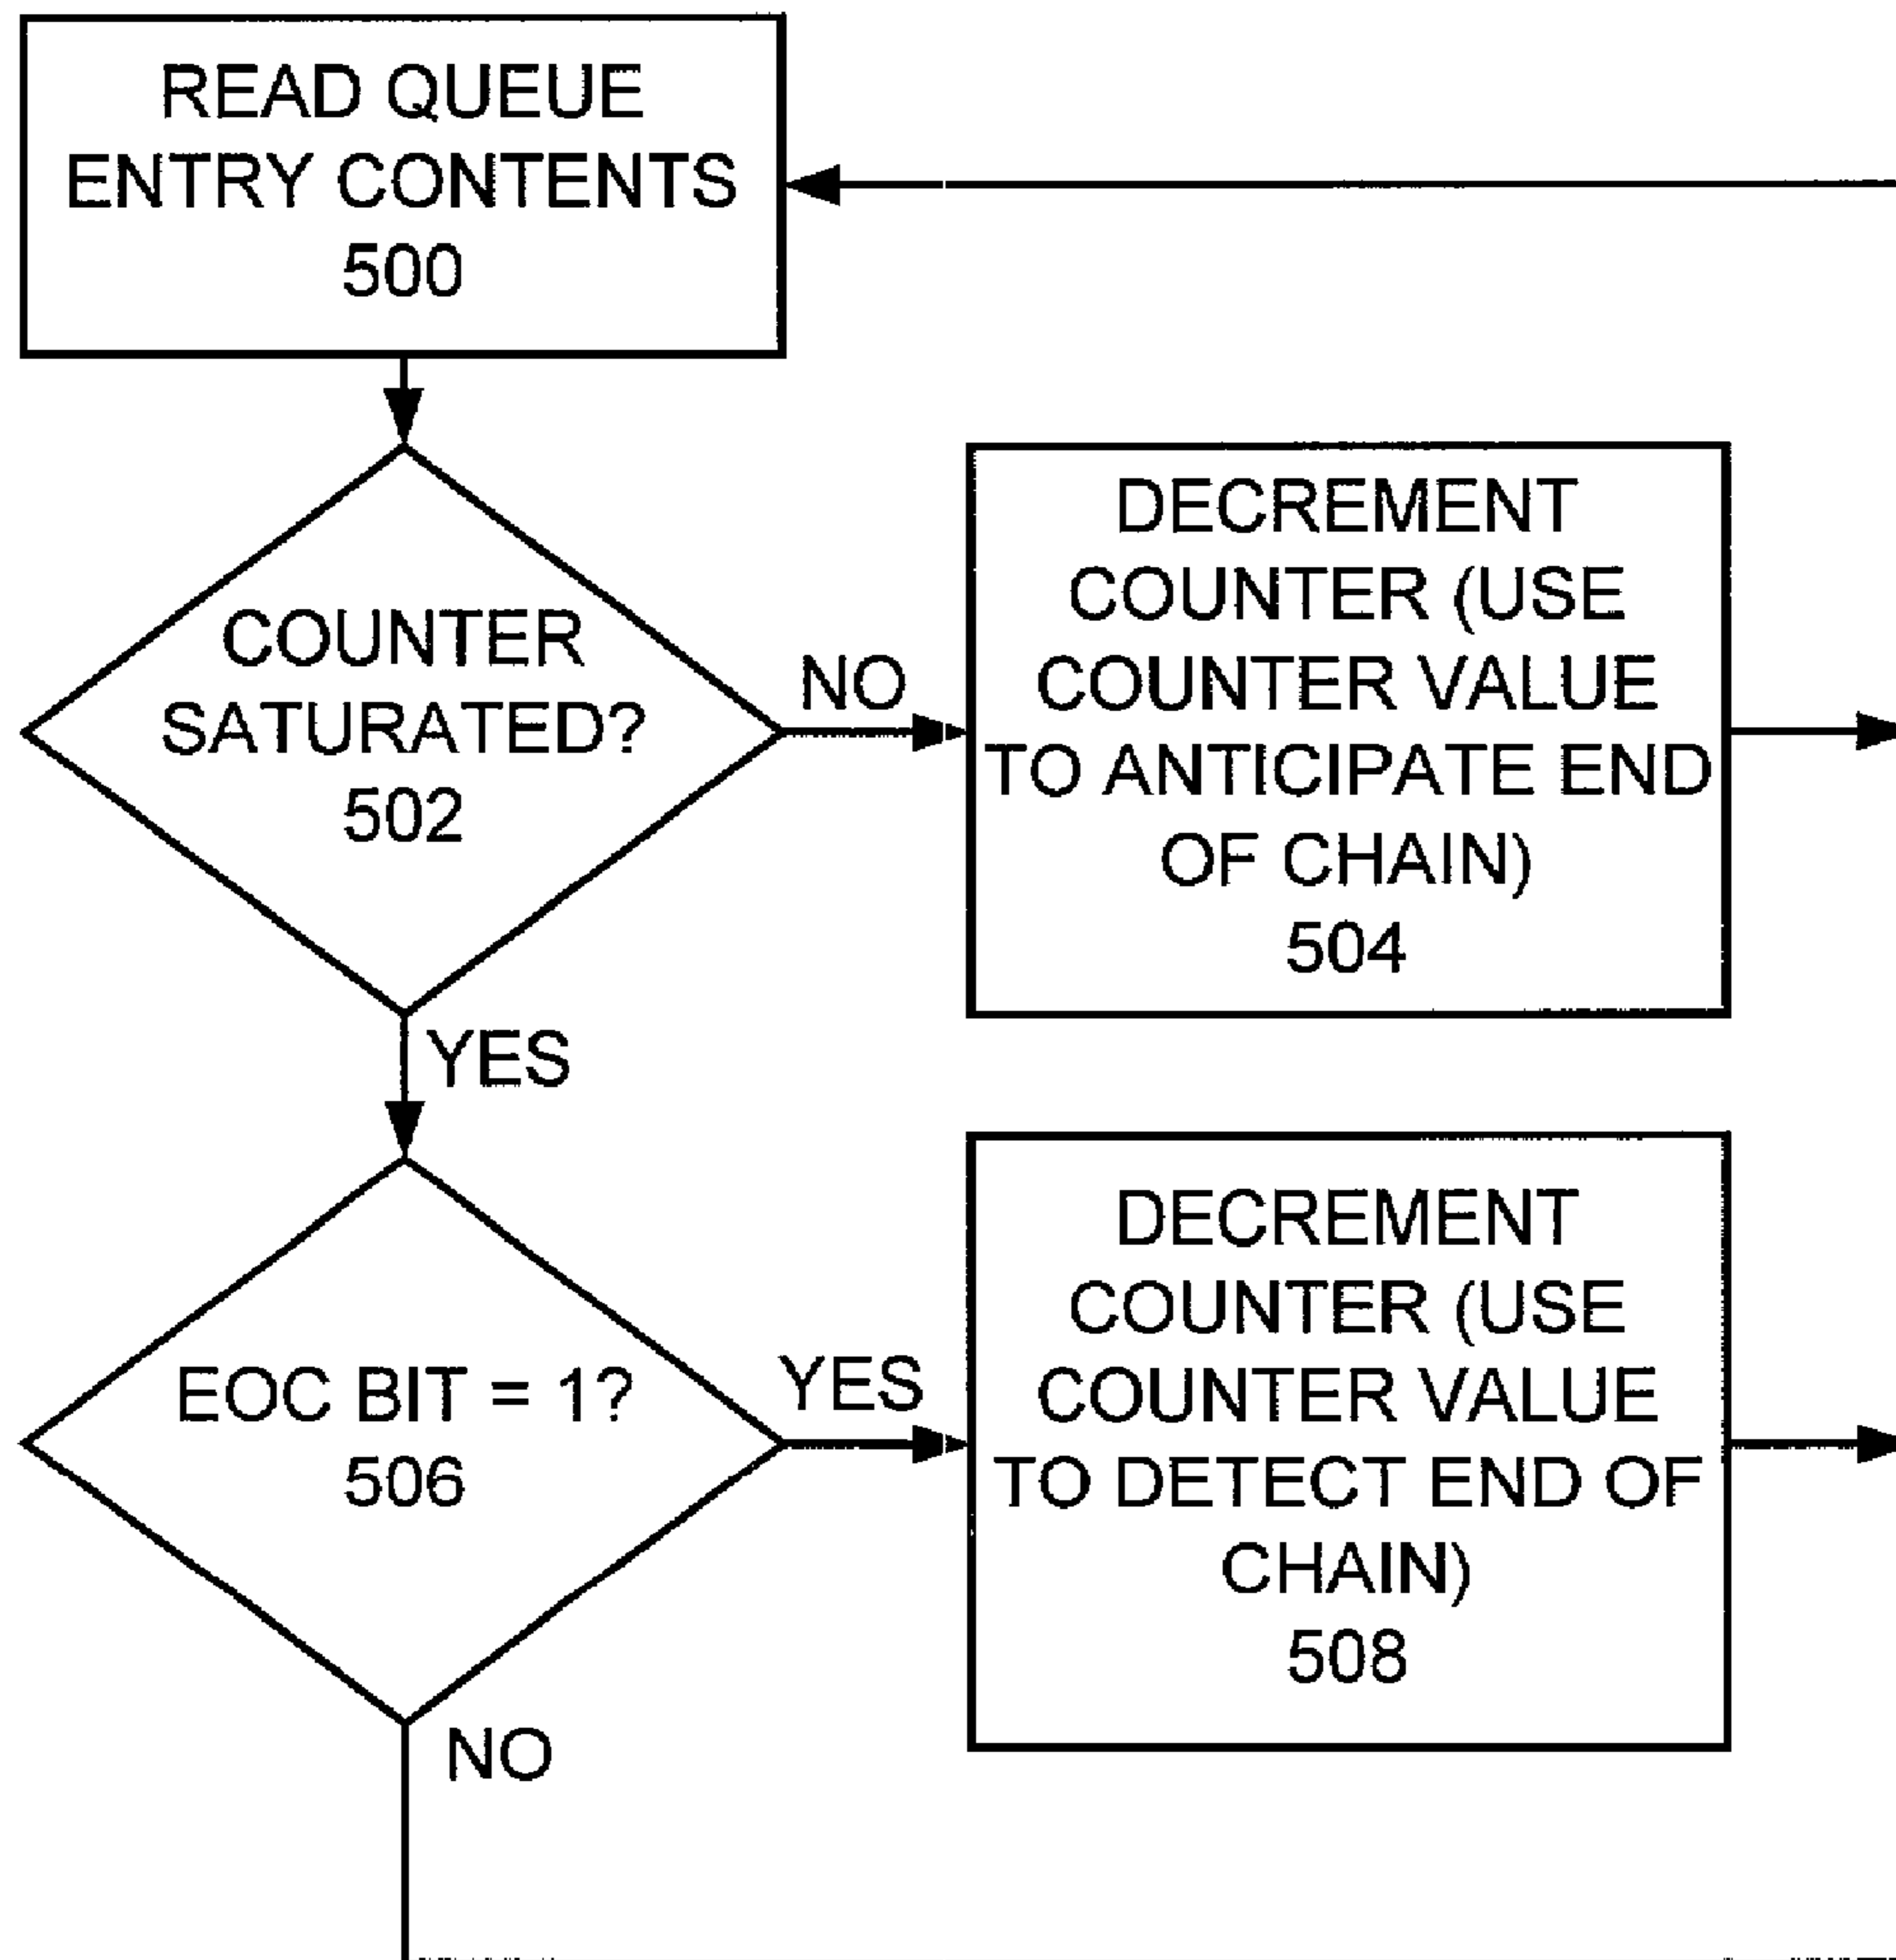 READ QUEUE
ENTRY CONTENTS
500
COUNTER
SATURATED?
502
NO
DECREMENT
COUNTER (USE
COUNTER VALUE
TO ANTICIPATE END
OF CHAIN)
504
YES
EOC BIT = 1?
506
YES
DECREMENT
COUNTER (USE
COUNTER VALUE
TO DETECT END OF
CHAIN)
508
NO